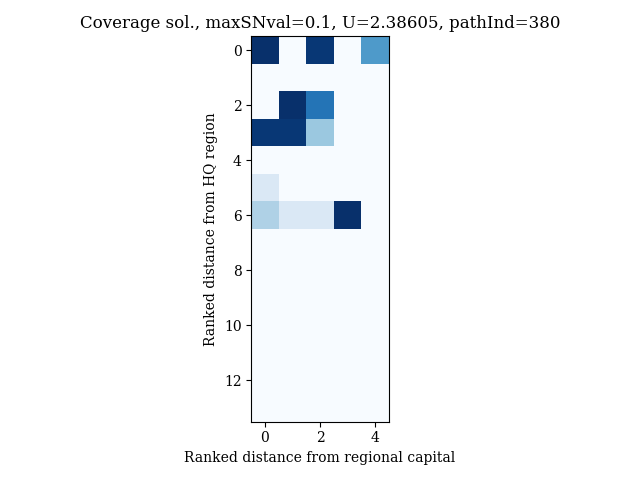 Coverage sol., maxSNval=0.1, U=2.38605, pathInd=380
0
2
4
6
8
10
12
Ranked distance from HQ region
0 2 4
Ranked distance from regional capital